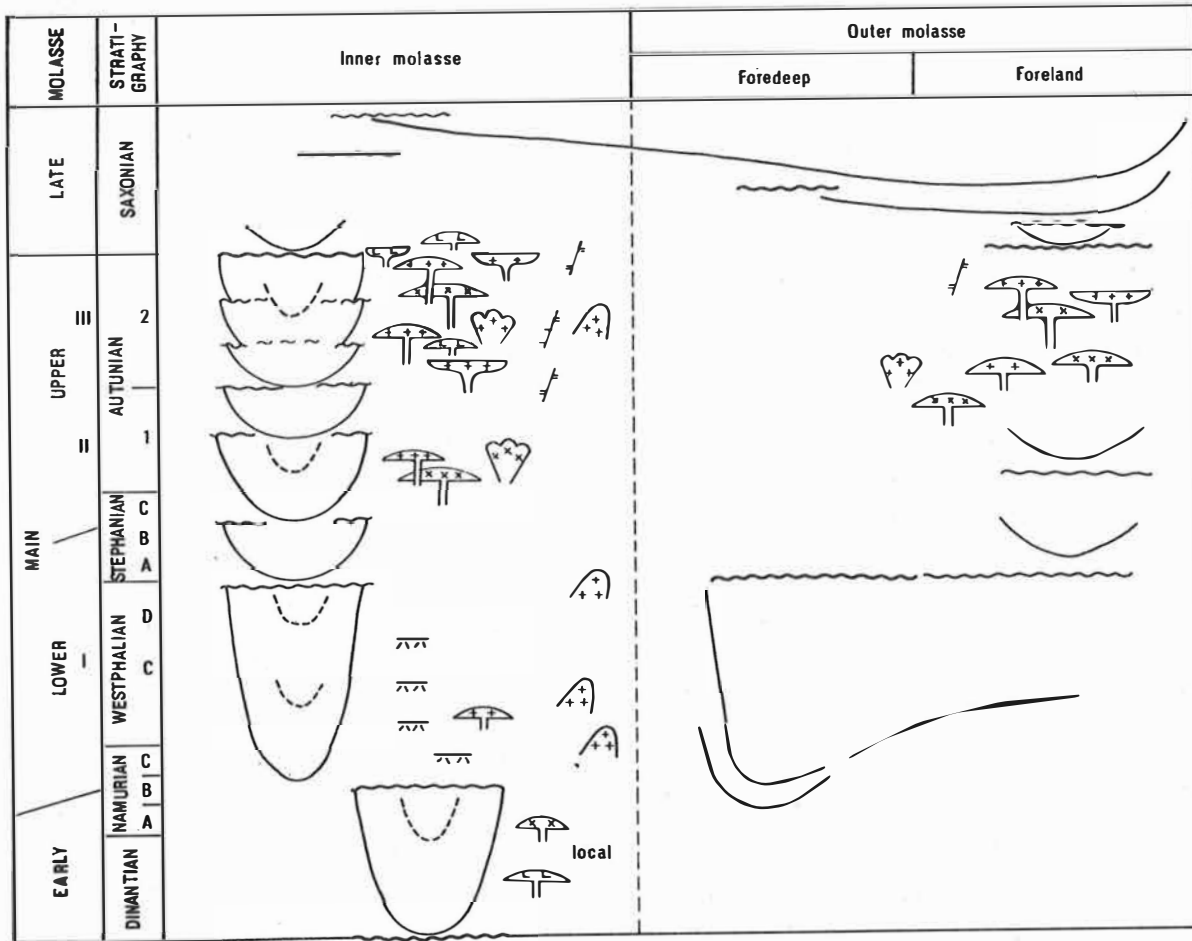 MOLASSE
STRATI-
GRAPHY
Inner molasse
Outer molasse
Foredeep
Foreland
LATE
SAXONIAN
MAIN
UPPER
III
II
AUTUNIAN
2
1
STEPHANIAN
C
B
A
LOWER
I
WESTPHALIAN
D
C
NAMURIAN
C
B
A
EARLY
DINANTIAN
local